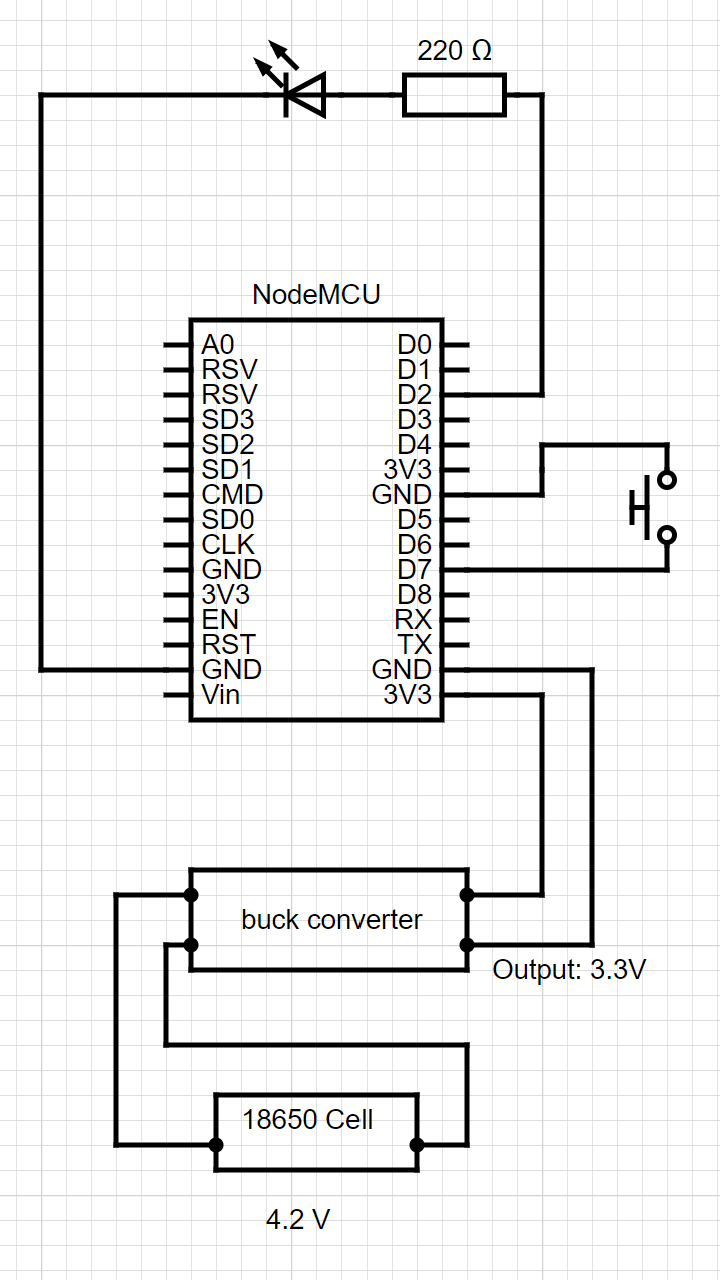 220 Ω
NodeMCU
A0 D0
RSV D1
RSV D2
SD3 D3
SD2 D4
SD1 3V3
CMD GND
SD0 D5
CLK D6
GND D7
3V3 D8
EN RX
RST TX
GND GND
Vin 3V3
buck converter
Output: 3.3V
18650 Cell
4.2 V